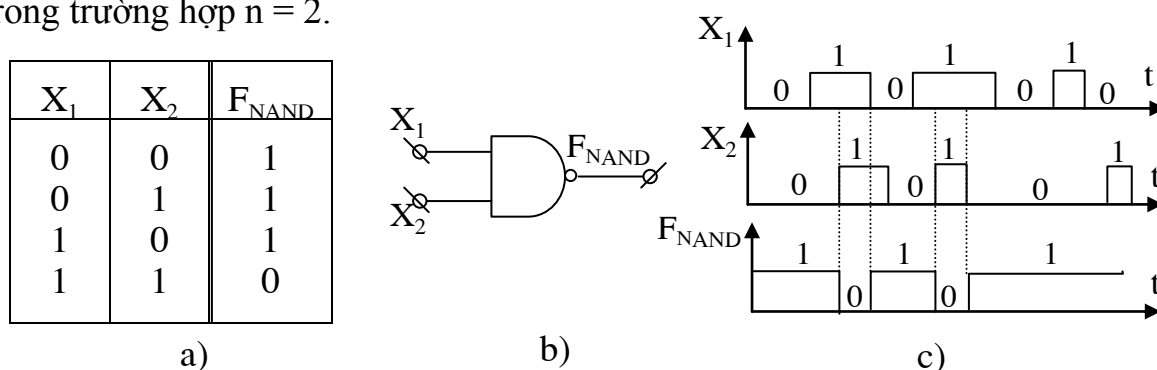 rong trường hợp n = 2.
X1 X2 FNAND
0 0 1
0 1 1
1 0 1
1 1 0
a)
X1
X2
FNAND
b)
X1
0 1 0 1 0 1 0 t
X2
0 1 0 1 0 1 t
FNAND
1 0 1 0 1 t
c)